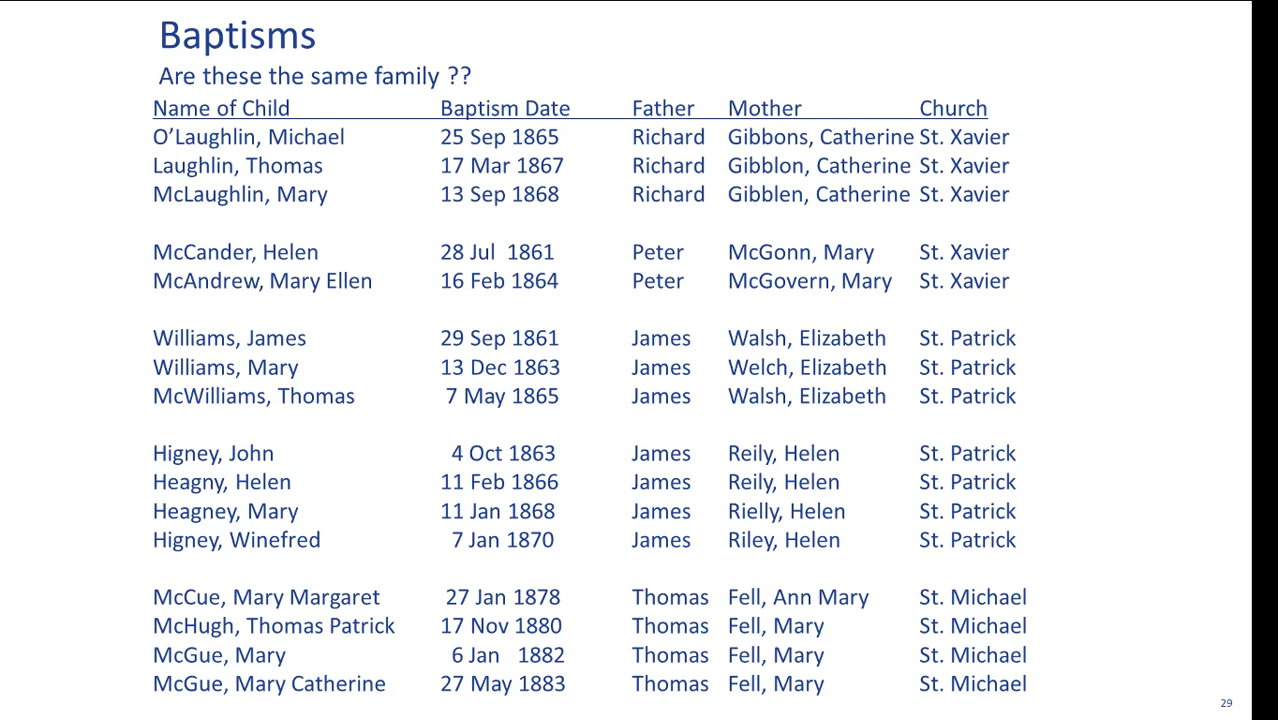 Baptisms
Are these the same family ??
Name of Child Baptism Date Father Mother Church
O’Laughlin, Michael 25 Sep 1865 Richard Gibbons, Catherine St. Xavier
Laughlin, Thomas 17 Mar 1867 Richard Gibblon, Catherine St. Xavier
McLaughlin, Mary 13 Sep 1868 Richard Gibblen, Catherine St. Xavier
McCander, Helen 28 Jul 1861 Peter McGonn, Mary St. Xavier
McAndrew, Mary Ellen 16 Feb 1864 Peter McGovern, Mary St. Xavier
Williams, James 29 Sep 1861 James Walsh, Elizabeth St. Patrick
Williams, Mary 13 Dec 1863 James Welch, Elizabeth St. Patrick
McWilliams, Thomas 7 May 1865 James Walsh, Elizabeth St. Patrick
Higney, John 4 Oct 1863 James Reily, Helen St. Patrick
Heagny, Helen 11 Feb 1866 James Reily, Helen St. Patrick
Heagney, Mary 11 Jan 1868 James Rielly, Helen St. Patrick
Higney, Winefred 7 Jan 1870 James Riley, Helen St. Patrick
McCue, Mary Margaret 27 Jan 1878 Thomas Fell, Ann Mary St. Michael
McHugh, Thomas Patrick 17 Nov 1880 Thomas Fell, Mary St. Michael
McGue, Mary 6 Jan 1882 Thomas Fell, Mary St. Michael
McGue, Mary Catherine 27 May 1883 Thomas Fell, Mary St. Michael
29